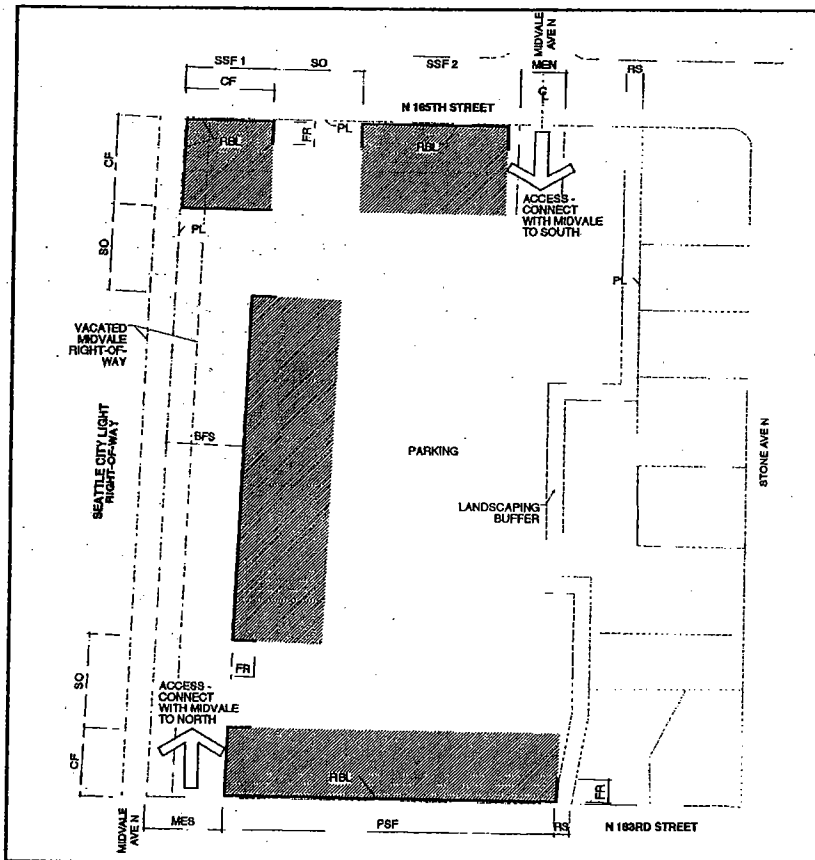 SSF 1
SO
SSF 2
MIDVALE
AVE N
MEN
RS
CF
N 185TH STREET
CL
CF
RBL
FR
PL
RBL
ACCESS -
CONNECT
WITH MIDVALE
TO SOUTH
PL
SO
PL
VACATED
MIDVALE
RIGHT-OF-
WAY
SEATTLE CITY LIGHT
RIGHT-OF-WAY
BFS
PARKING
LANDSCAPING
BUFFER
STONE AVE N
SO
FR
ACCESS -
CONNECT
WITH MIDVALE
TO NORTH
CF
RBL
FR
MIDVALE
AVE N
MES
PSF
RS
N 183RD STREET